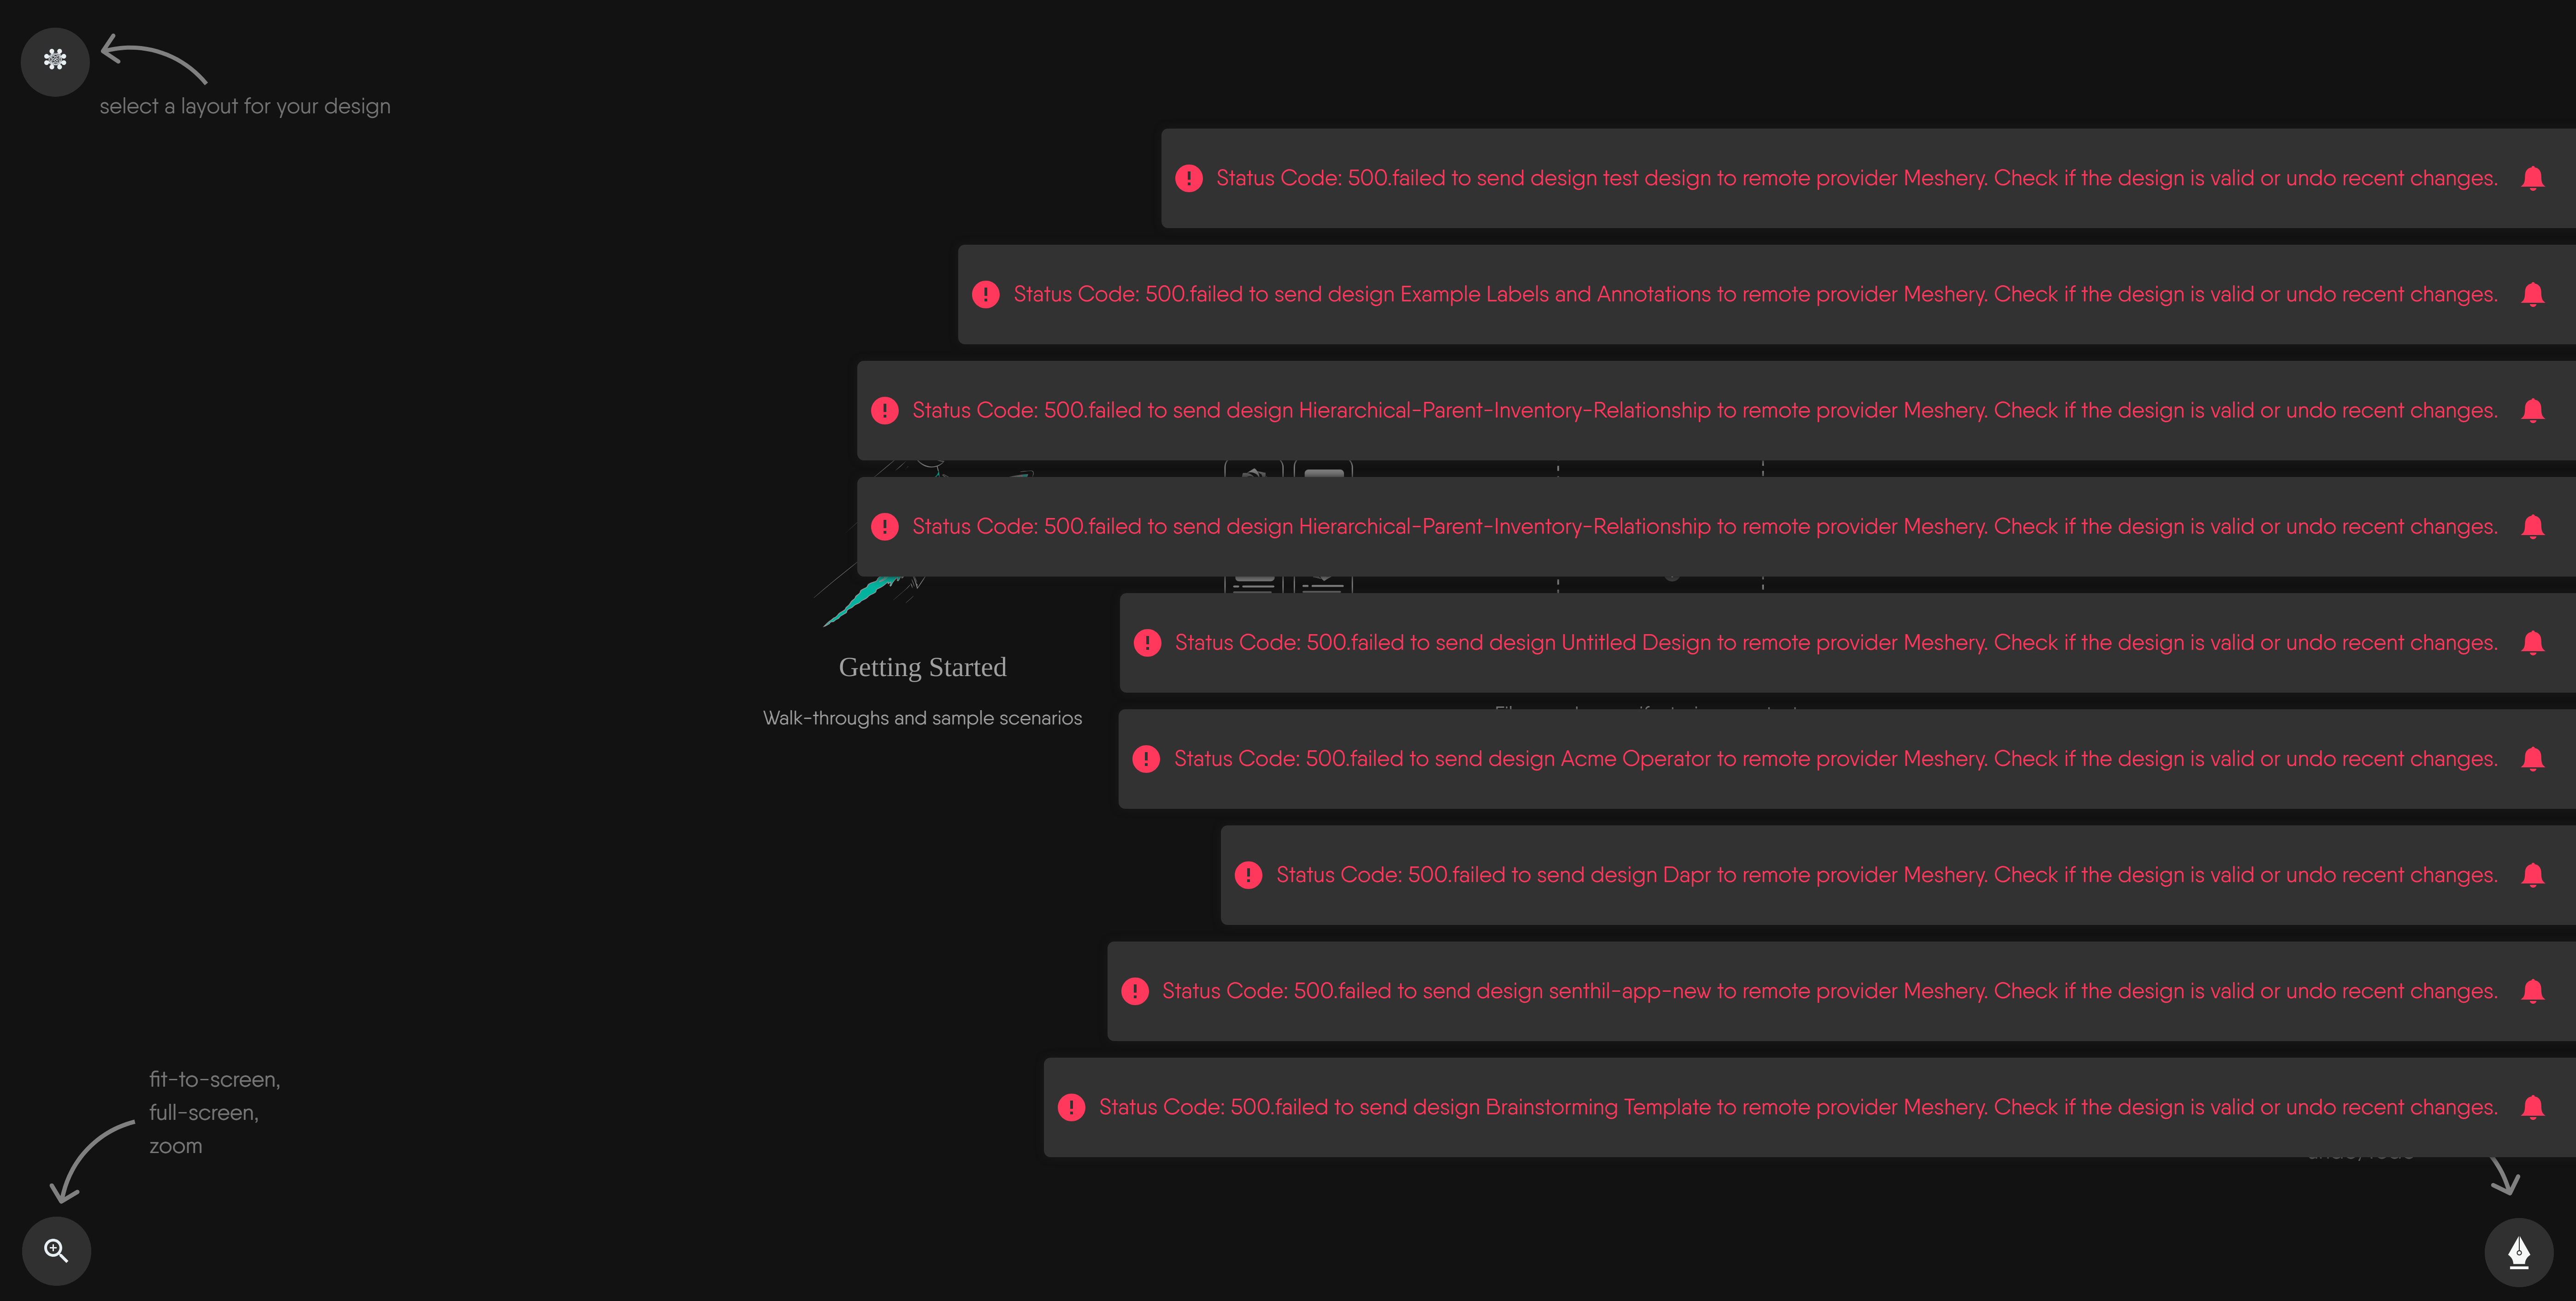 select a layout for your design
Status Code: 500.failed to send design test design to remote provider Meshery. Check if the design is valid or undo recent changes.
Status Code: 500.failed to send design Example Labels and Annotations to remote provider Meshery. Check if the design is valid or undo recent changes.
Status Code: 500.failed to send design Hierarchical-Parent-Inventory-Relationship to remote provider Meshery. Check if the design is valid or undo recent changes.
Status Code: 500.failed to send design Hierarchical-Parent-Inventory-Relationship to remote provider Meshery. Check if the design is valid or undo recent changes.
Status Code: 500.failed to send design Untitled Design to remote provider Meshery. Check if the design is valid or undo recent changes.
Getting Started
Walk-throughs and sample scenarios
Status Code: 500.failed to send design Acme Operator to remote provider Meshery. Check if the design is valid or undo recent changes.
Status Code: 500.failed to send design Dapr to remote provider Meshery. Check if the design is valid or undo recent changes.
Status Code: 500.failed to send design senthil-app-new to remote provider Meshery. Check if the design is valid or undo recent changes.
Status Code: 500.failed to send design Brainstorming Template to remote provider Meshery. Check if the design is valid or undo recent changes.
fit-to-screen,
full-screen,
zoom